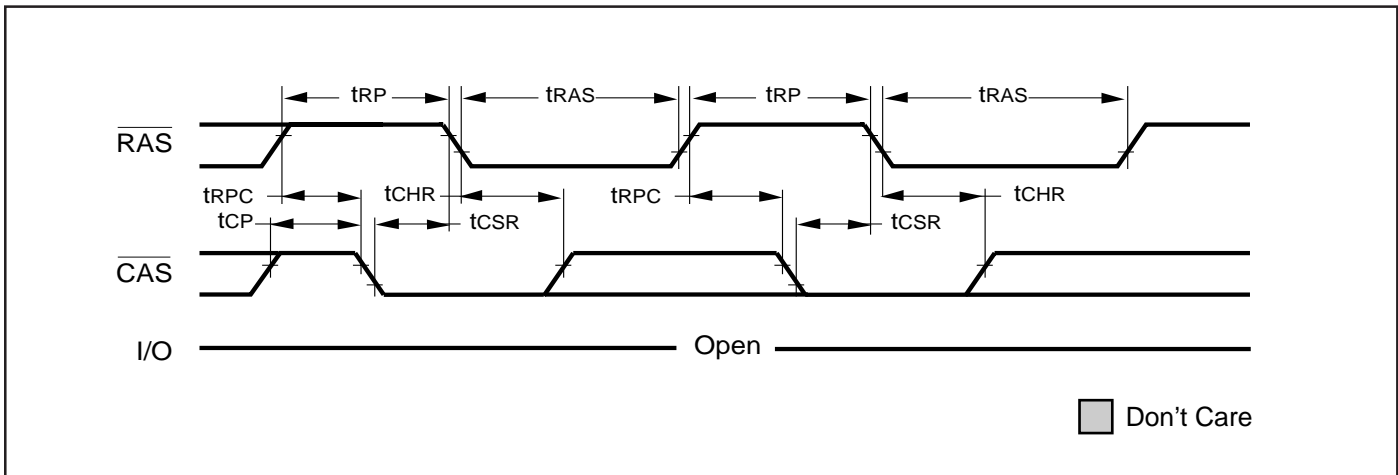 tRP tRAS tRP tRAS
RAS
tRPC tCHR tRPC tCHR
tCP tCSR tCSR
CAS
I/O Open
Don't Care